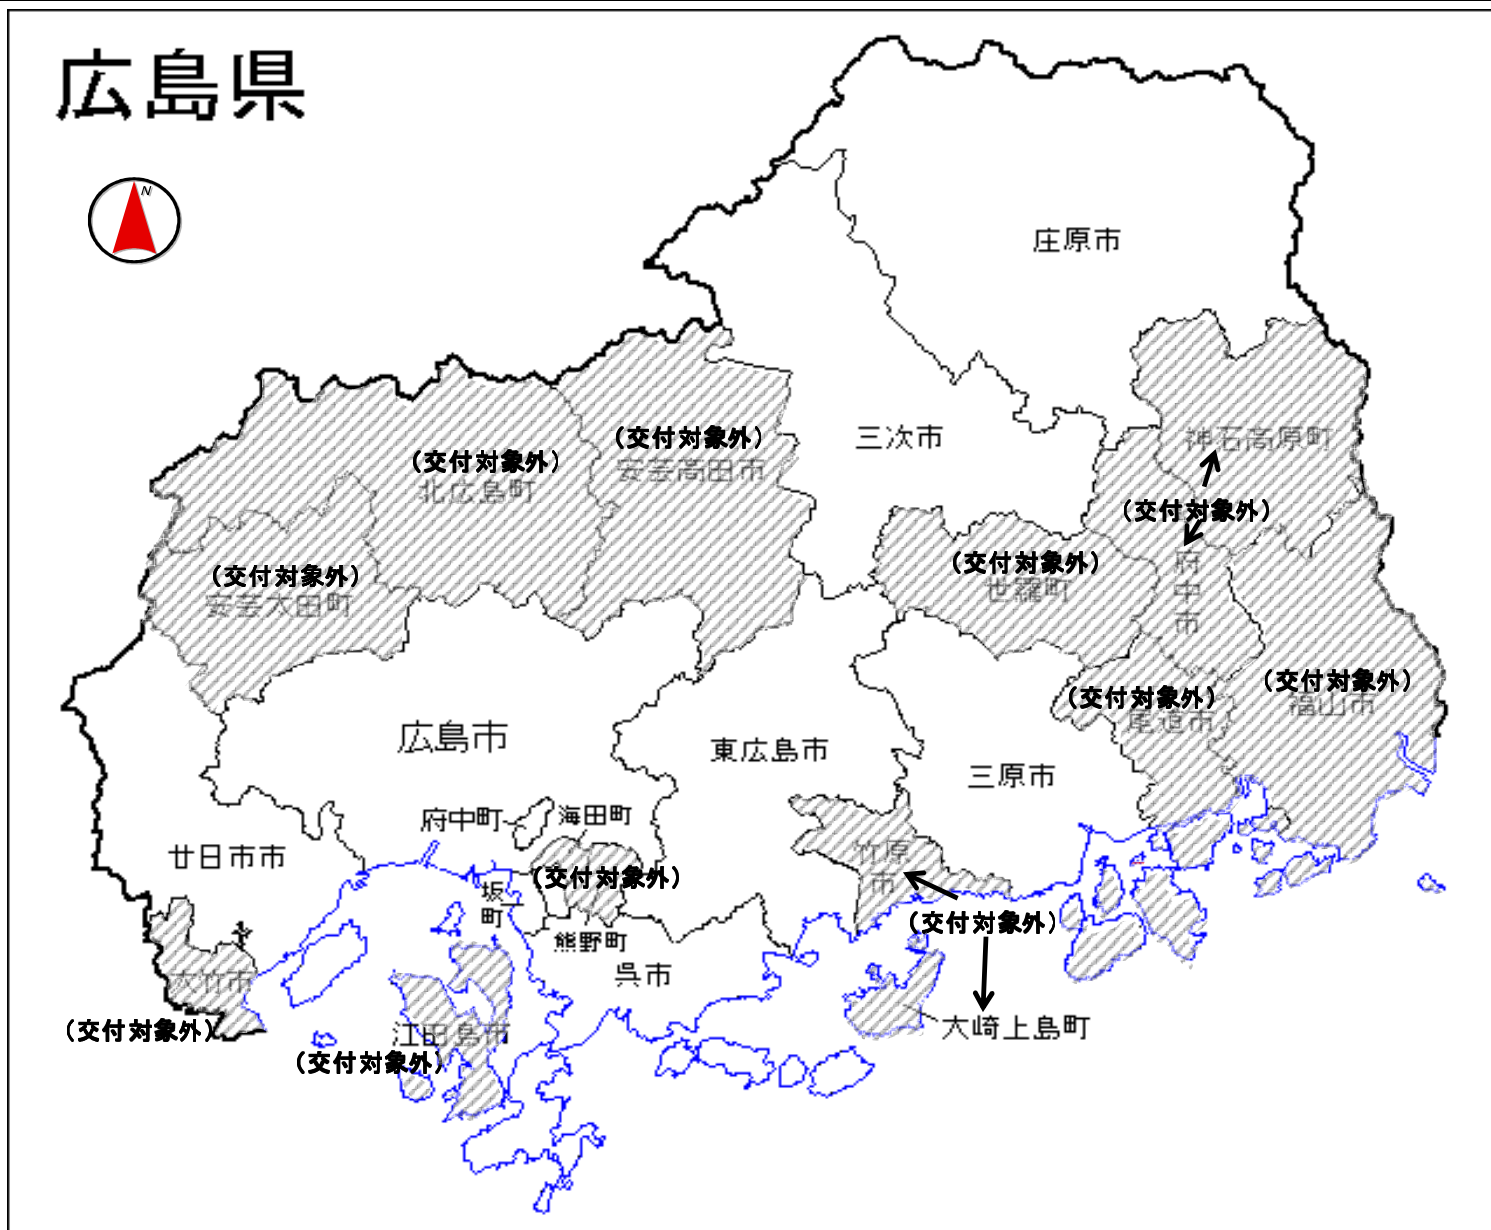 広島県
N
庄原市
三次市
神石高原町
(交付対象外)
安芸高田市
(交付対象外)
北広島町
(交付対象外)
(交付対象外)
安芸太田町
(交付対象外)
世羅町
府中市
(交付対象外)
尾道市
(交付対象外)
福山市
広島市
東広島市
三原市
府中町
海田町
廿日市市
竹原市
(交付対象外)
坂町
(交付対象外)
熊野町
呉市
大竹市
(交付対象外)
江田島市
(交付対象外)
大崎上島町